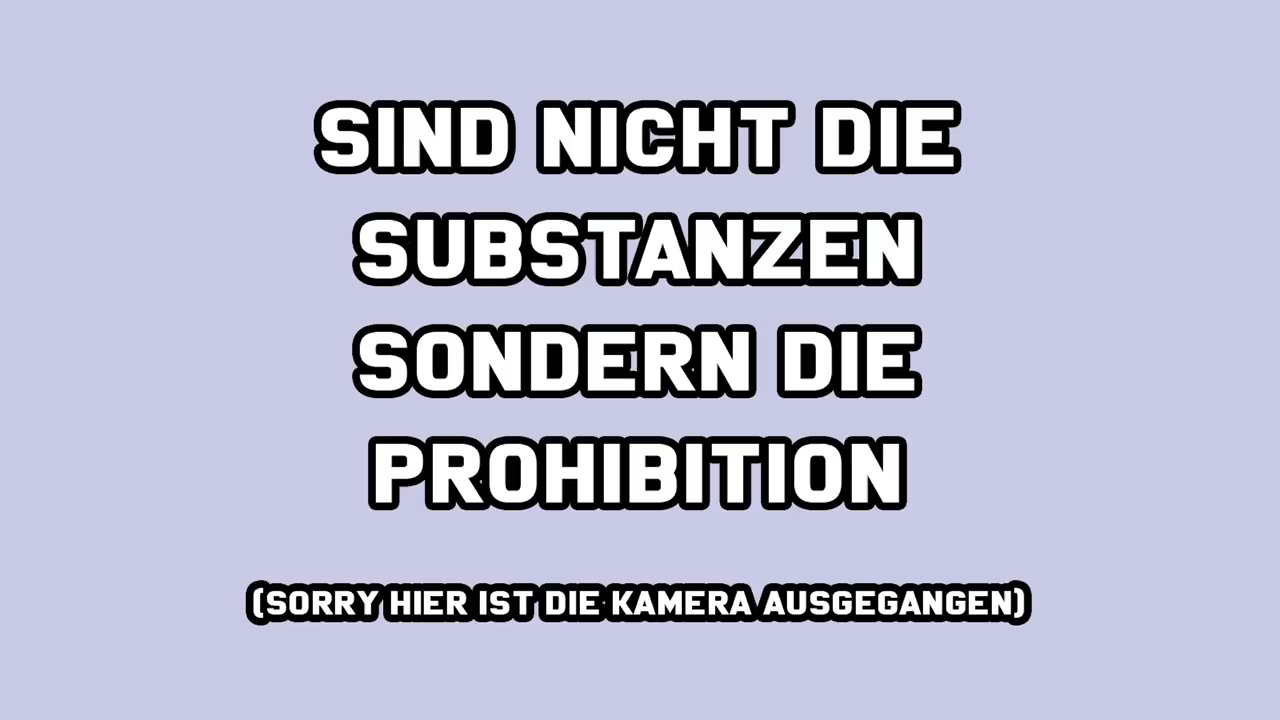 SIND NICHT DIE
SUBSTANZEN
SONDERN DIE
PROHIBITION
(SORRY HIER IST DIE KAMERA AUSGEGANGEN)